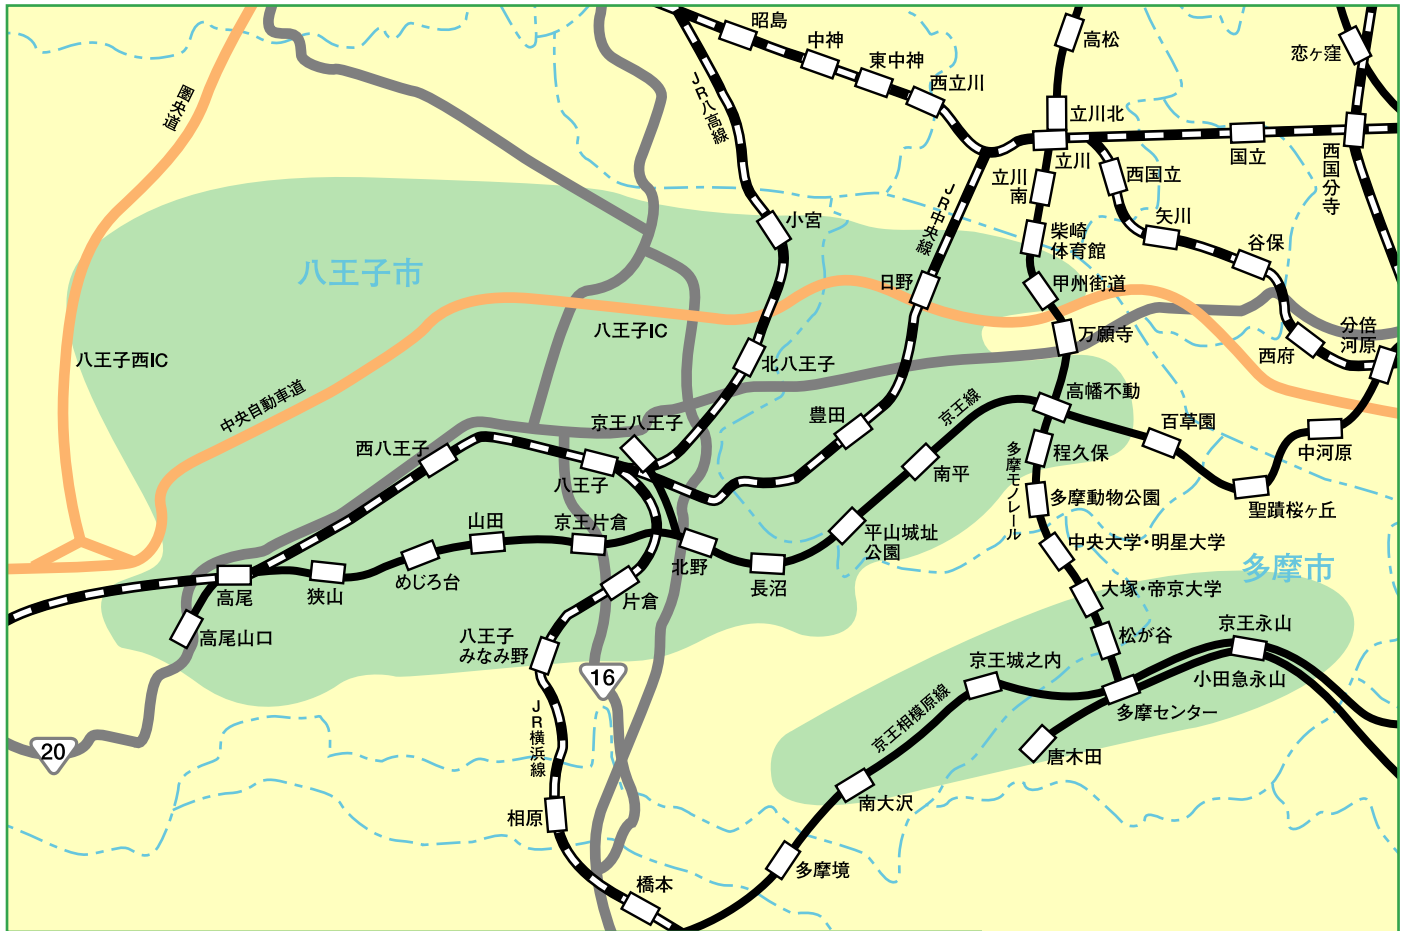 昭島
中神
東中神
西立川
高松
恋ヶ窪
圏央道
JR八高線
立川北
立川
国立
西国分寺
立川
南
西国立
矢川
谷保
柴崎
体育館
小宮
JR中央線
八王子市
日野
甲州街道
八王子IC
万願寺
分倍
河原
西府
八王子西IC
北八王子
中央自動車道
京王線
高幡不動
豊田
京王八王子
百草園
西八王子
中河原
程久保
多摩モノレール
南平
八王子
多摩動物公園
聖蹟桜ヶ丘
山田
京王片倉
平山城址
公園
中央大学・明星大学
多摩市
北野
めじろ台
長沼
大塚・帝京大学
高尾
狭山
片倉
高尾山口
八王子
みなみ野
松が谷
京王永山
京王城之内
小田急永山
16
多摩センター
京王相模原線
JR横浜線
20
唐木田
相原
南大沢
多摩境
橋本